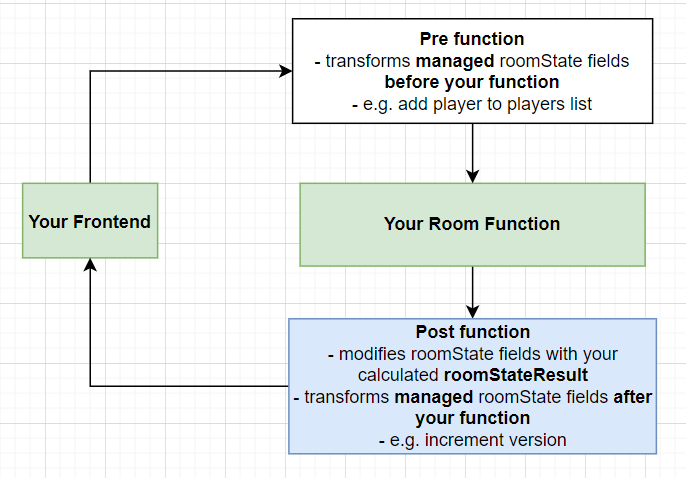 Pre function
- transforms managed roomState fields
before your function
- e.g. add player to players list
Your Frontend
Your Room Function
Post function
- modifies roomState fields with your
calculated roomStateResult
- transforms managed roomState fields after
your function
- e.g. increment version